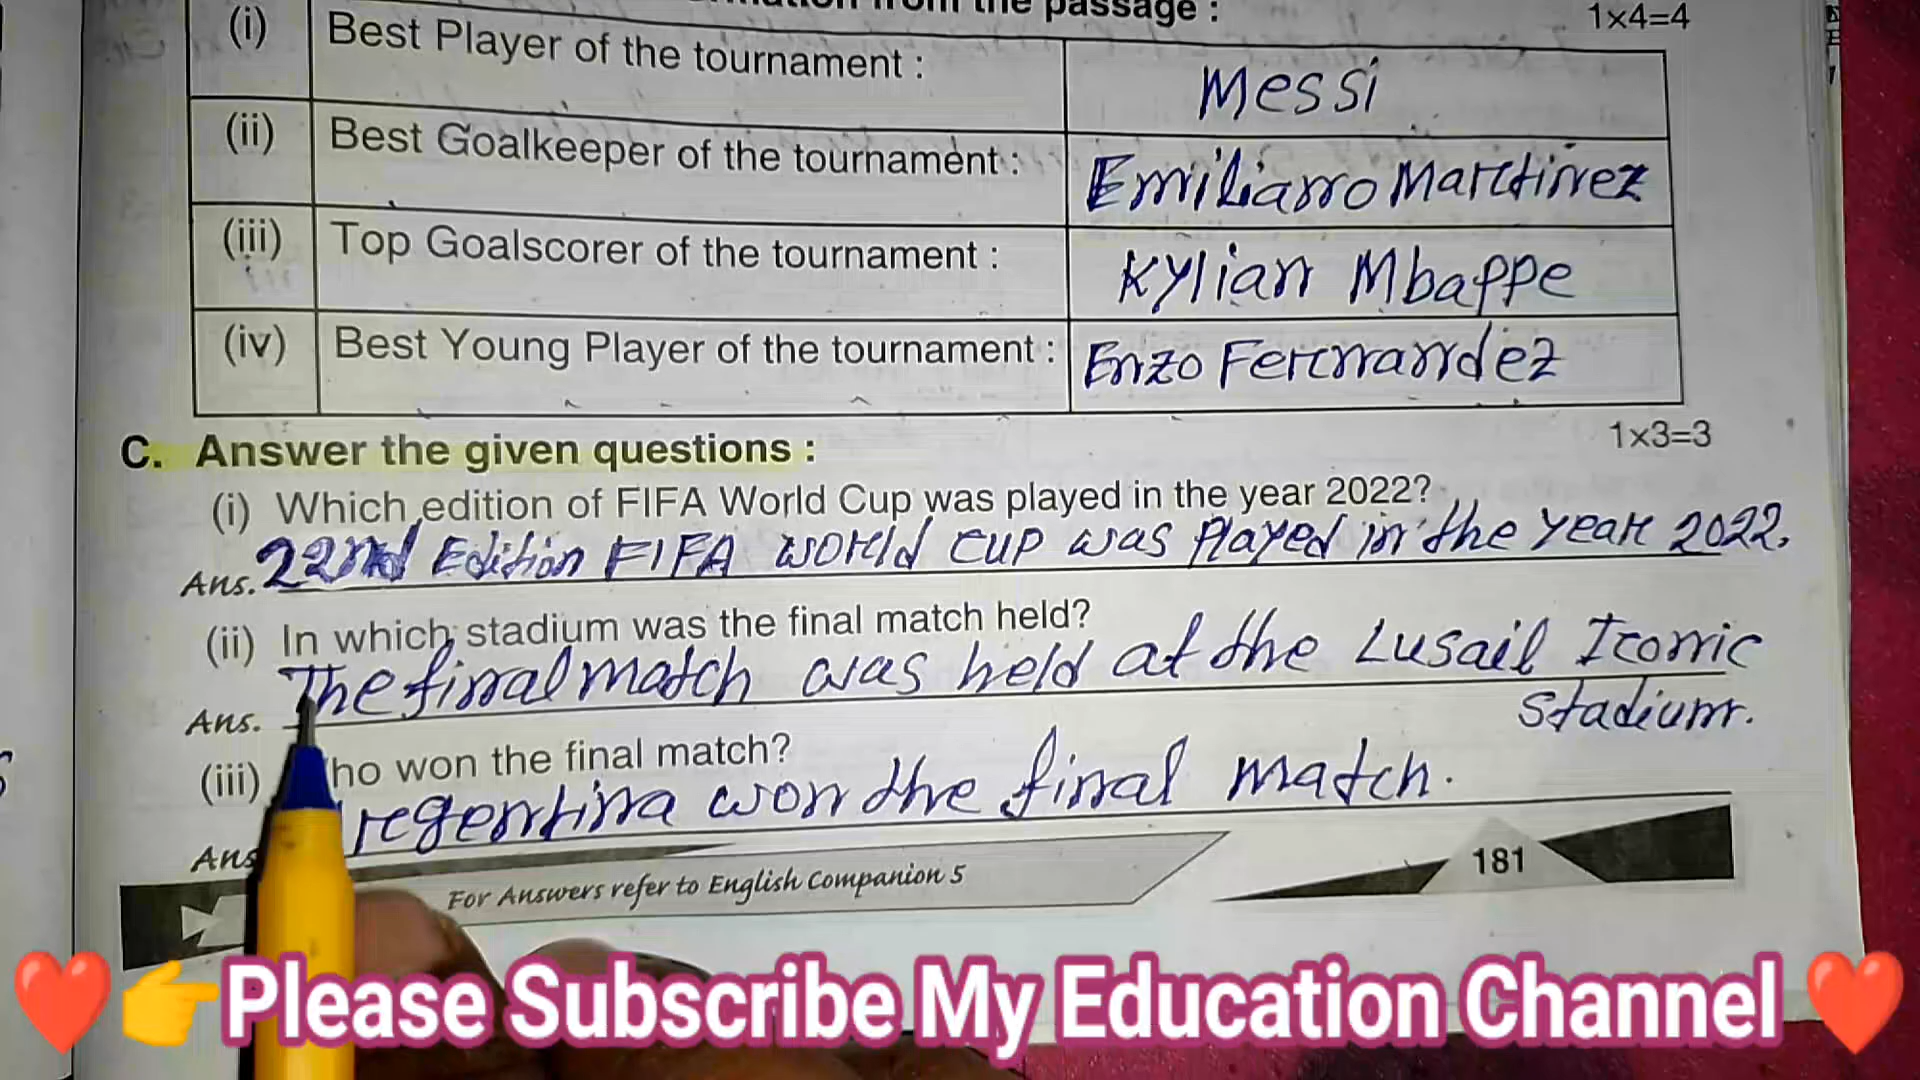 from the passage :
1×4=4
(i) Best Player of the tournament : Messi
(ii) Best Goalkeeper of the tournament : Emiliano Martinez
(iii) Top Goalscorer of the tournament : Kylian Mbappe
(iv) Best Young Player of the tournament : Enzo Fernandez
C. Answer the given questions :
1×3=3
(i) Which edition of FIFA World Cup was played in the year 2022?
Ans. 22nd Edition FIFA World Cup was played in the year 2022.
(ii) In which stadium was the final match held?
Ans. The final match was held at the Lusail Iconic
stadium.
(iii) ho won the final match?
Ans regentina won the final match.
For Answers refer to English Companion 5
181
❤️👉Please Subscribe My Education Channel ❤️